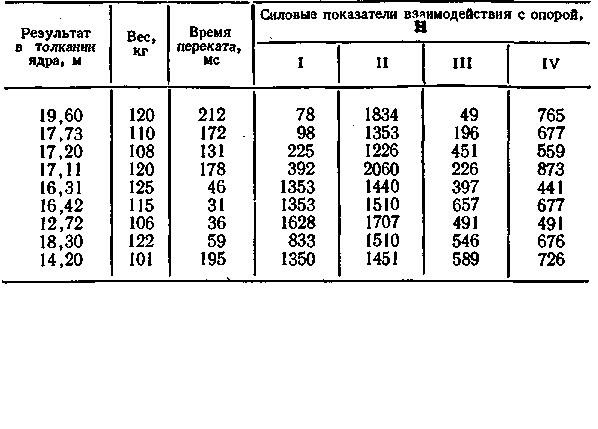 Силовые показатели взаимодействия с опорой,
Н
Результат
в толкании
ядра, м
Вес,
кг
Время
переката,
мс
I II III IV
19,60 120 212 78 1834 49 765
17,73 110 172 98 1353 196 677
17,20 108 131 225 1226 451 559
17,11 120 178 392 2060 226 873
16,31 125 46 1353 1440 397 441
16,42 115 31 1353 1510 657 677
12,72 106 36 1628 1707 491 491
18,30 122 59 833 1510 546 676
14,20 101 195 1350 1451 589 726